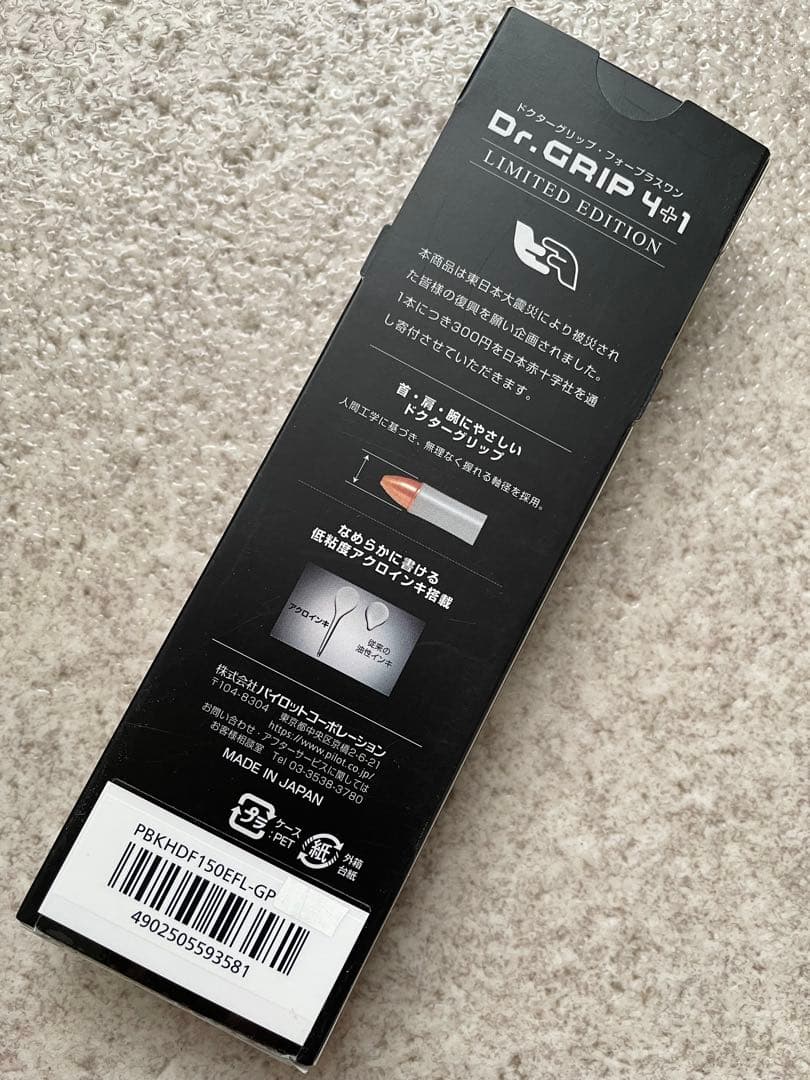 ドクターグリップ・フォープラスワン
Dr.GRIP 4+1
LIMITED EDITION
本商品は東日本大震災により被災され
た皆様の復興を願い企画されました。
1本につき300円を日本赤十字社を通
し寄付させていただきます。
首・肩・腕にやさしい
ドクターグリップ
人間工学に基づき、無理なく握れる軸径を採用。
なめらかに書ける
低粘度アクロインキ搭載
アクロインキ
従来の
油性インキ
株式会社パイロットコーポレーション
〒104-8304 東京都中央区京橋2-6-21
https://www.pilot.co.jp/
お問い合わせ・アフターサービスに関しては
お客様相談室 Tel 03-3538-3780
MADE IN JAPAN
プラ
ケース
:PET
紙
外箱
台紙
PBKHDF150EFL-GP
4902505593581